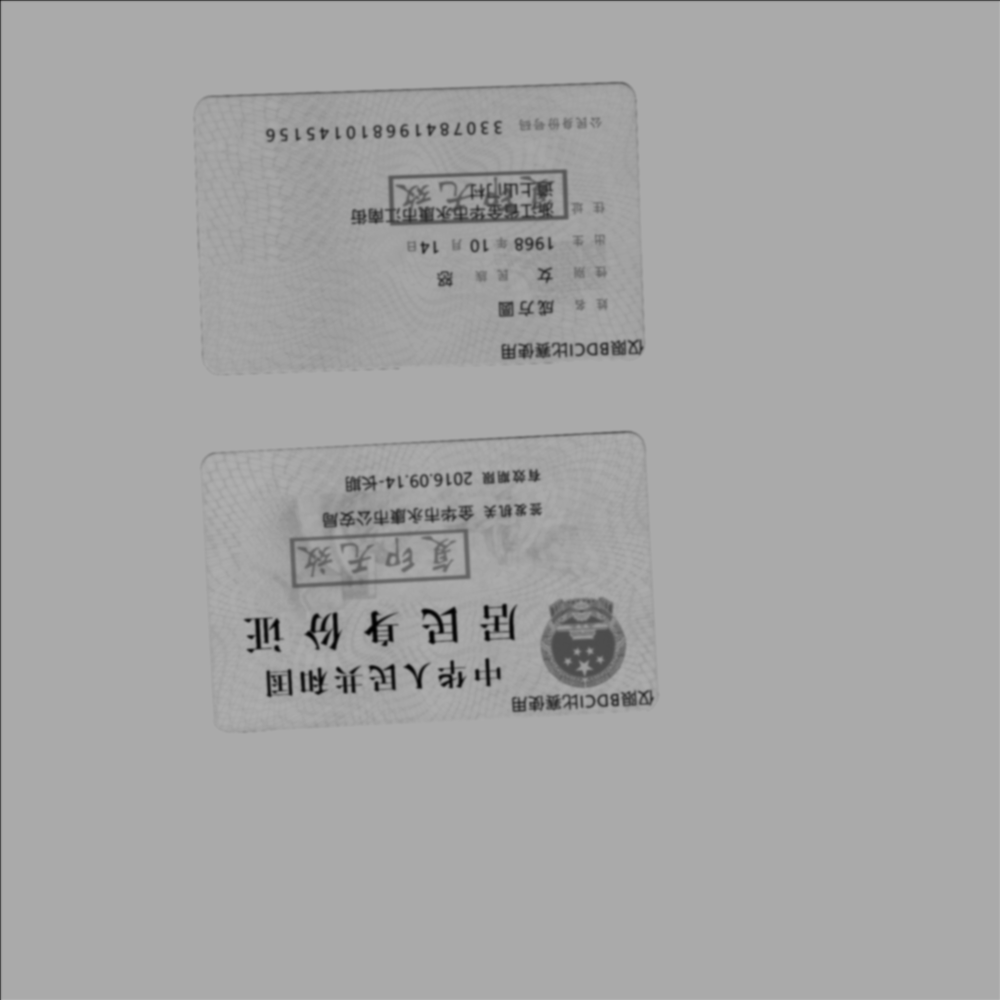 仅限BDCI比赛使用
中华人民共和国
居民身份证
复印无效
签发机关 金华市永康市公安局
有效期限 2016.09.14-长期
仅限BDCI比赛使用
姓名 成方圆
性别 女 民族 怒
出生 1968 年 10 月 14 日
住址 浙江省金华市永康市江南街
道上村
复印无效
公民身份号码 330784196810145156